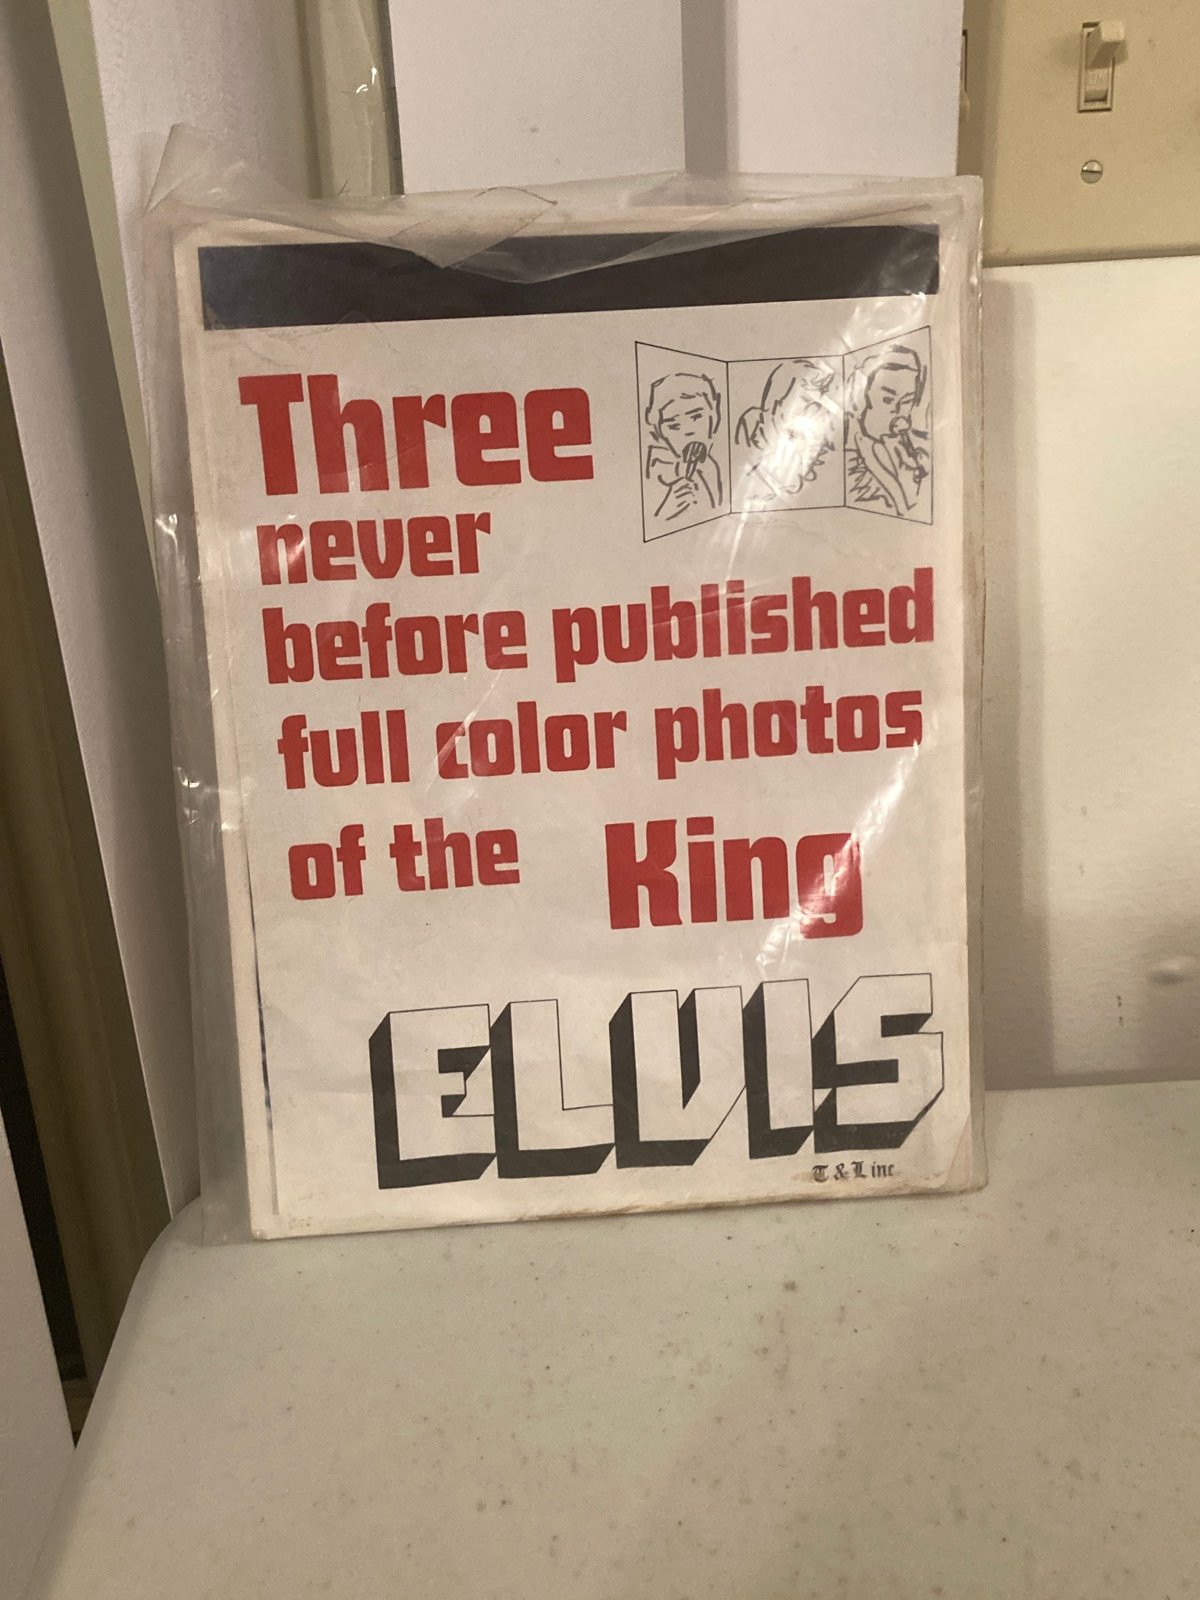 Three
never
before published
full color photos
of the King
ELVIS
T & L inc